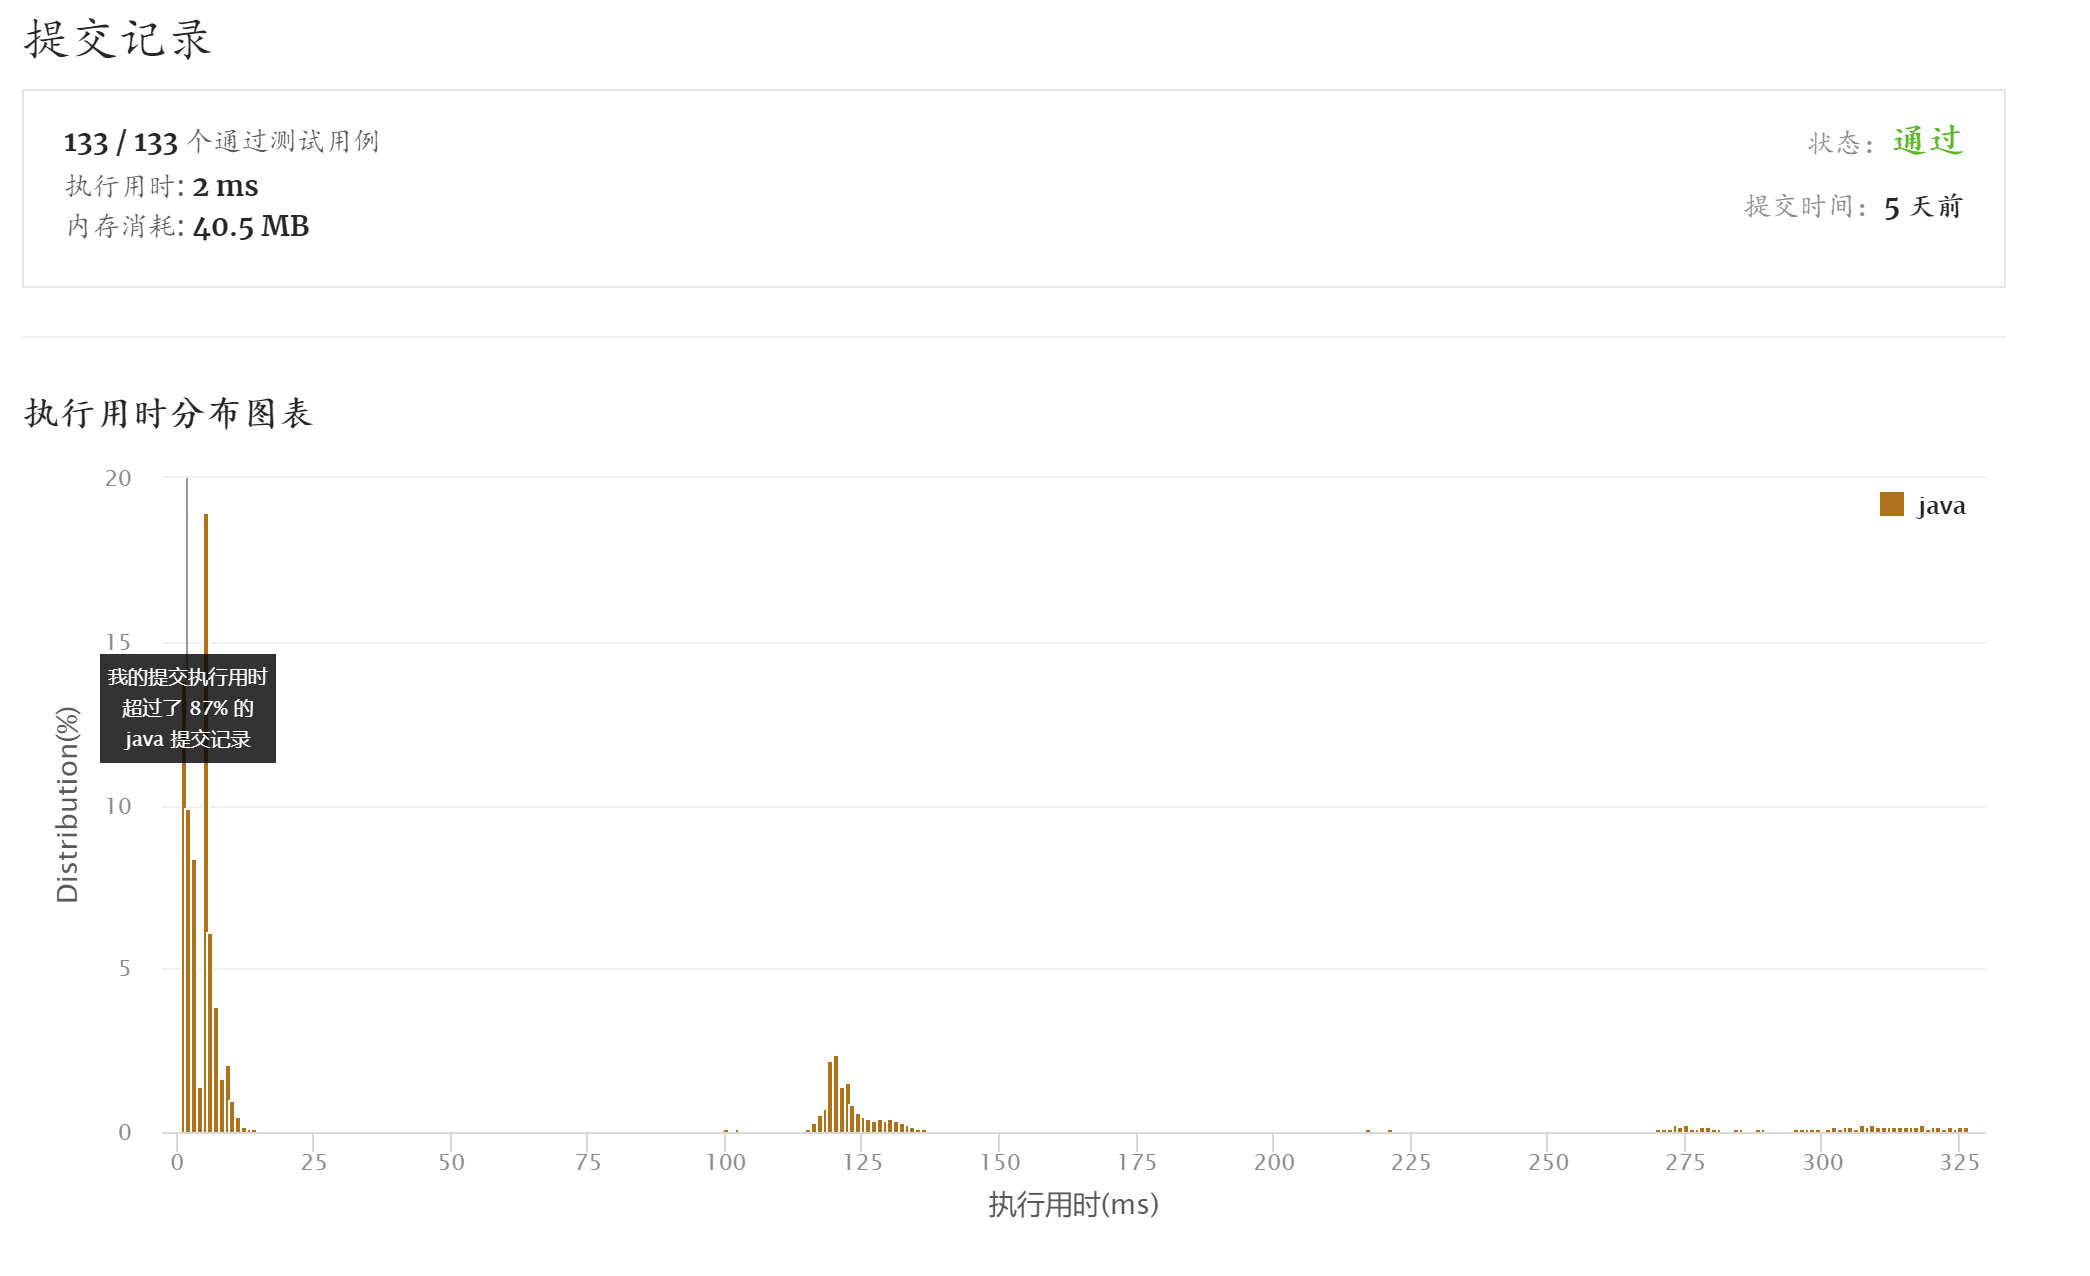 提交记录
133 / 133 个通过测试用例
状态：通过
执行用时: 2 ms
内存消耗: 40.5 MB
提交时间：5 天前
执行用时分布图表
20
15
10
5
0
Distribution(%)
java
我的提交执行用时
超过了 87% 的
java 提交记录
0 25 50 75 100 125 150 175 200 225 250 275 300 325
执行用时(ms)